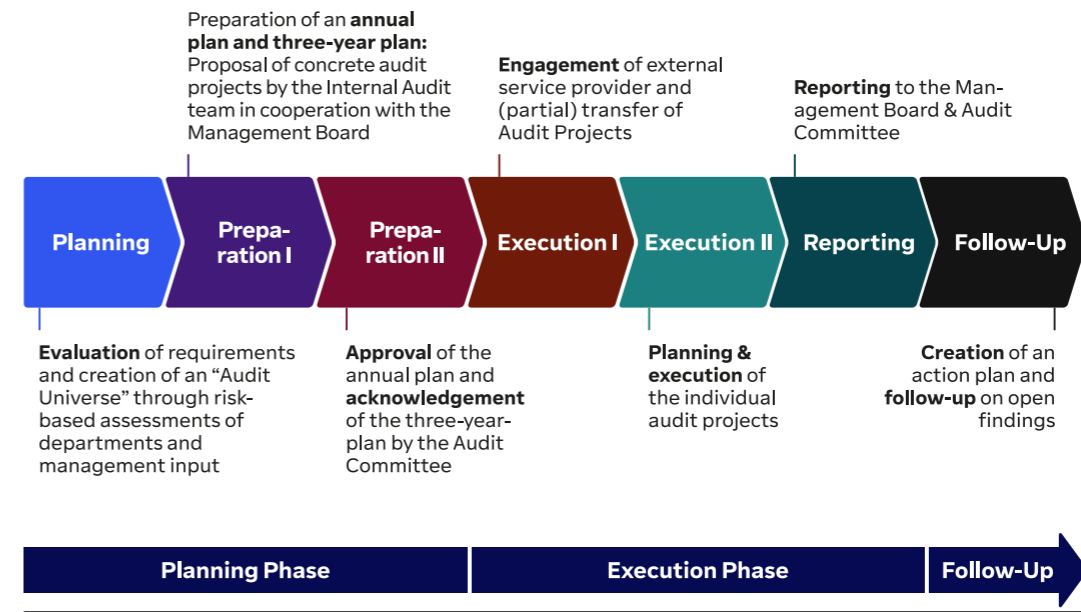 Preparation of an annual
plan and three-year plan:
Proposal of concrete audit
projects by the Internal Audit
team in cooperation with the
Management Board
Engagement of external
service provider and
(partial) transfer of
Audit Projects
Reporting to the Man-
agement Board & Audit
Committee
Planning
Prepa-
ration I
Prepa-
ration II
Execution I
Execution II
Reporting
Follow-Up
Evaluation of requirements
and creation of an “Audit
Universe” through risk-
based assessments of
departments and
management input
Approval of the
annual plan and
acknowledgement
of the three-year-
plan by the Audit
Committee
Planning &
execution of
the individual
audit projects
Creation of an
action plan and
follow-up on open
findings
Planning Phase
Execution Phase
Follow-Up